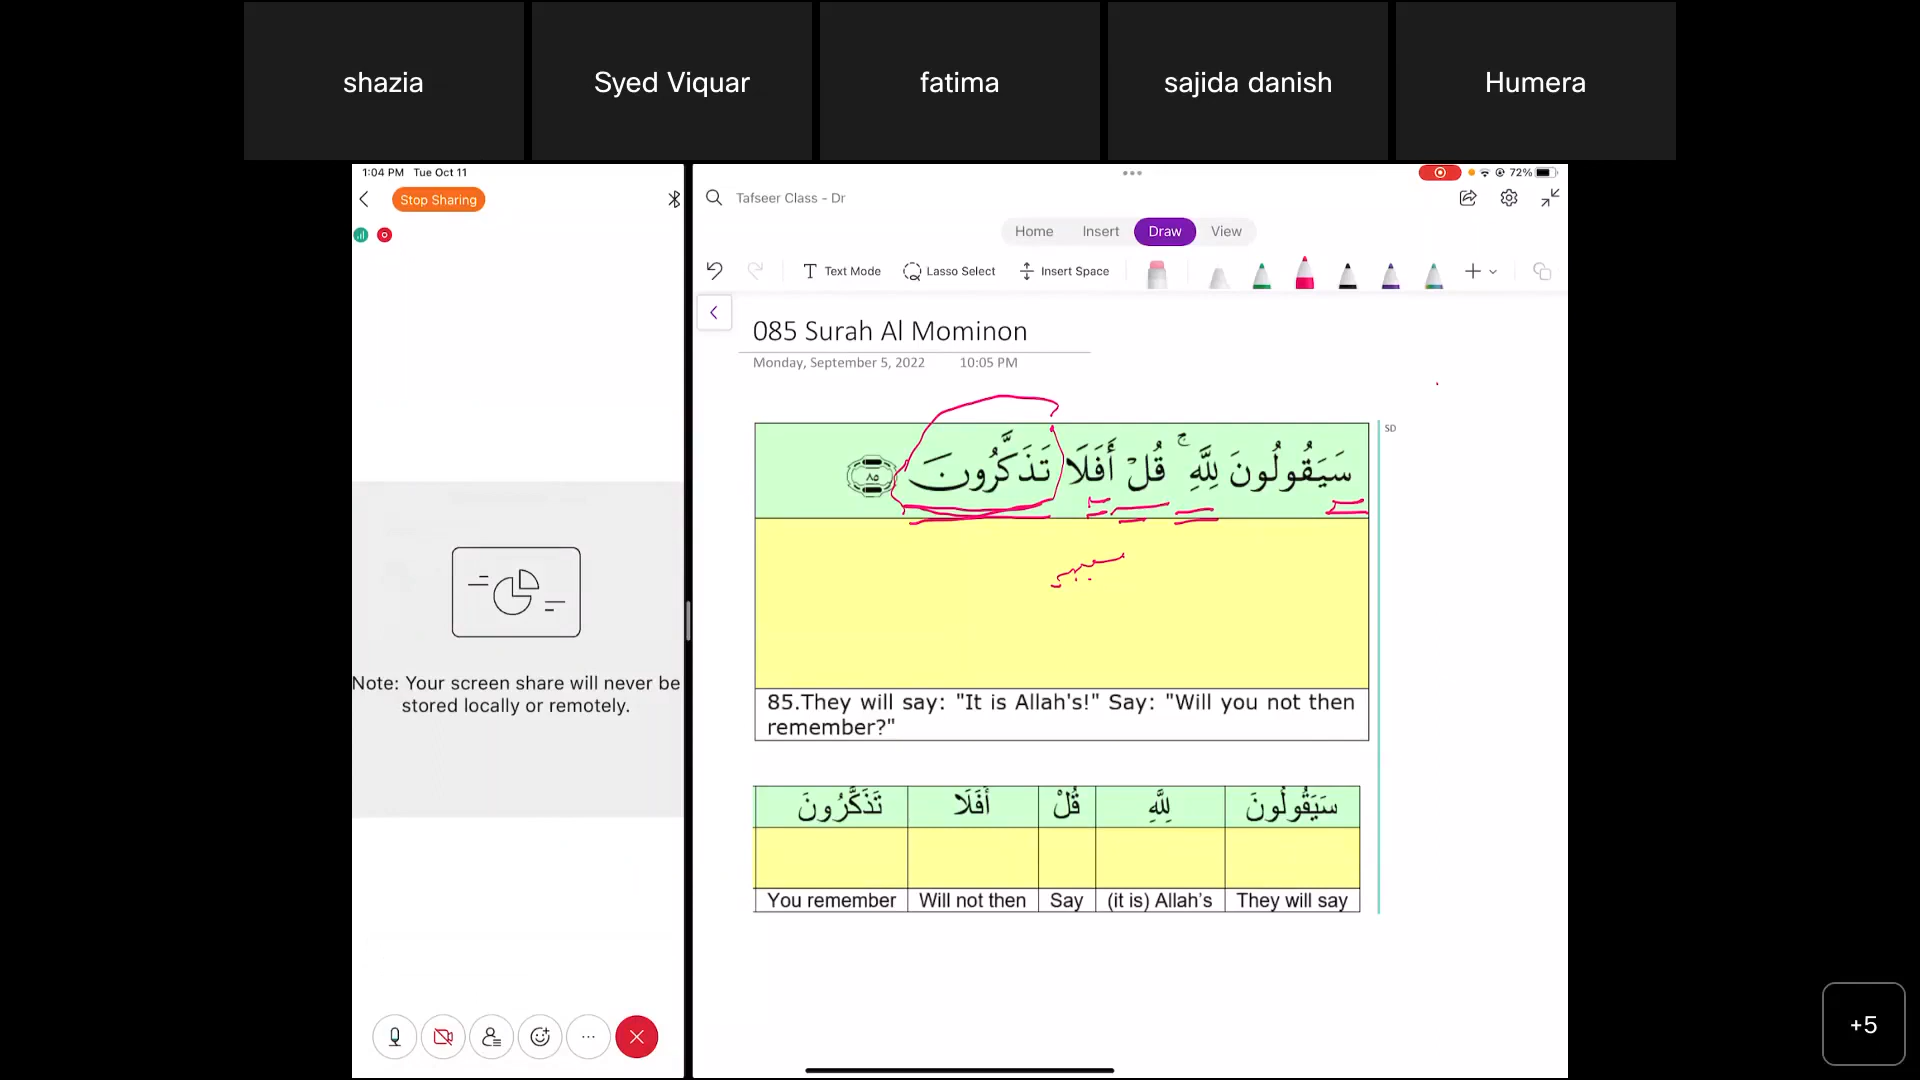 shazia
Syed Viquar
fatima
sajida danish
Humera
1:04 PM Tue Oct 11
72%
Stop Sharing
Tafseer Class - Dr
Home Insert Draw View
Text Mode Lasso Select Insert Space
085 Surah Al Mominon
Monday, September 5, 2022 10:05 PM
SD
سَيَقُولُونَ لِلَّهِ ۚ قُلْ أَفَلَا تَذَكَّرُونَ ٨٥
85.They will say: "It is Allah's!" Say: "Will you not then
remember?"
سَيَقُولُونَ لِلَّهِ قُلْ أَفَلَا تَذَكَّرُونَ
You remember Will not then Say (it is) Allah's They will say
Note: Your screen share will never be
stored locally or remotely.
+5